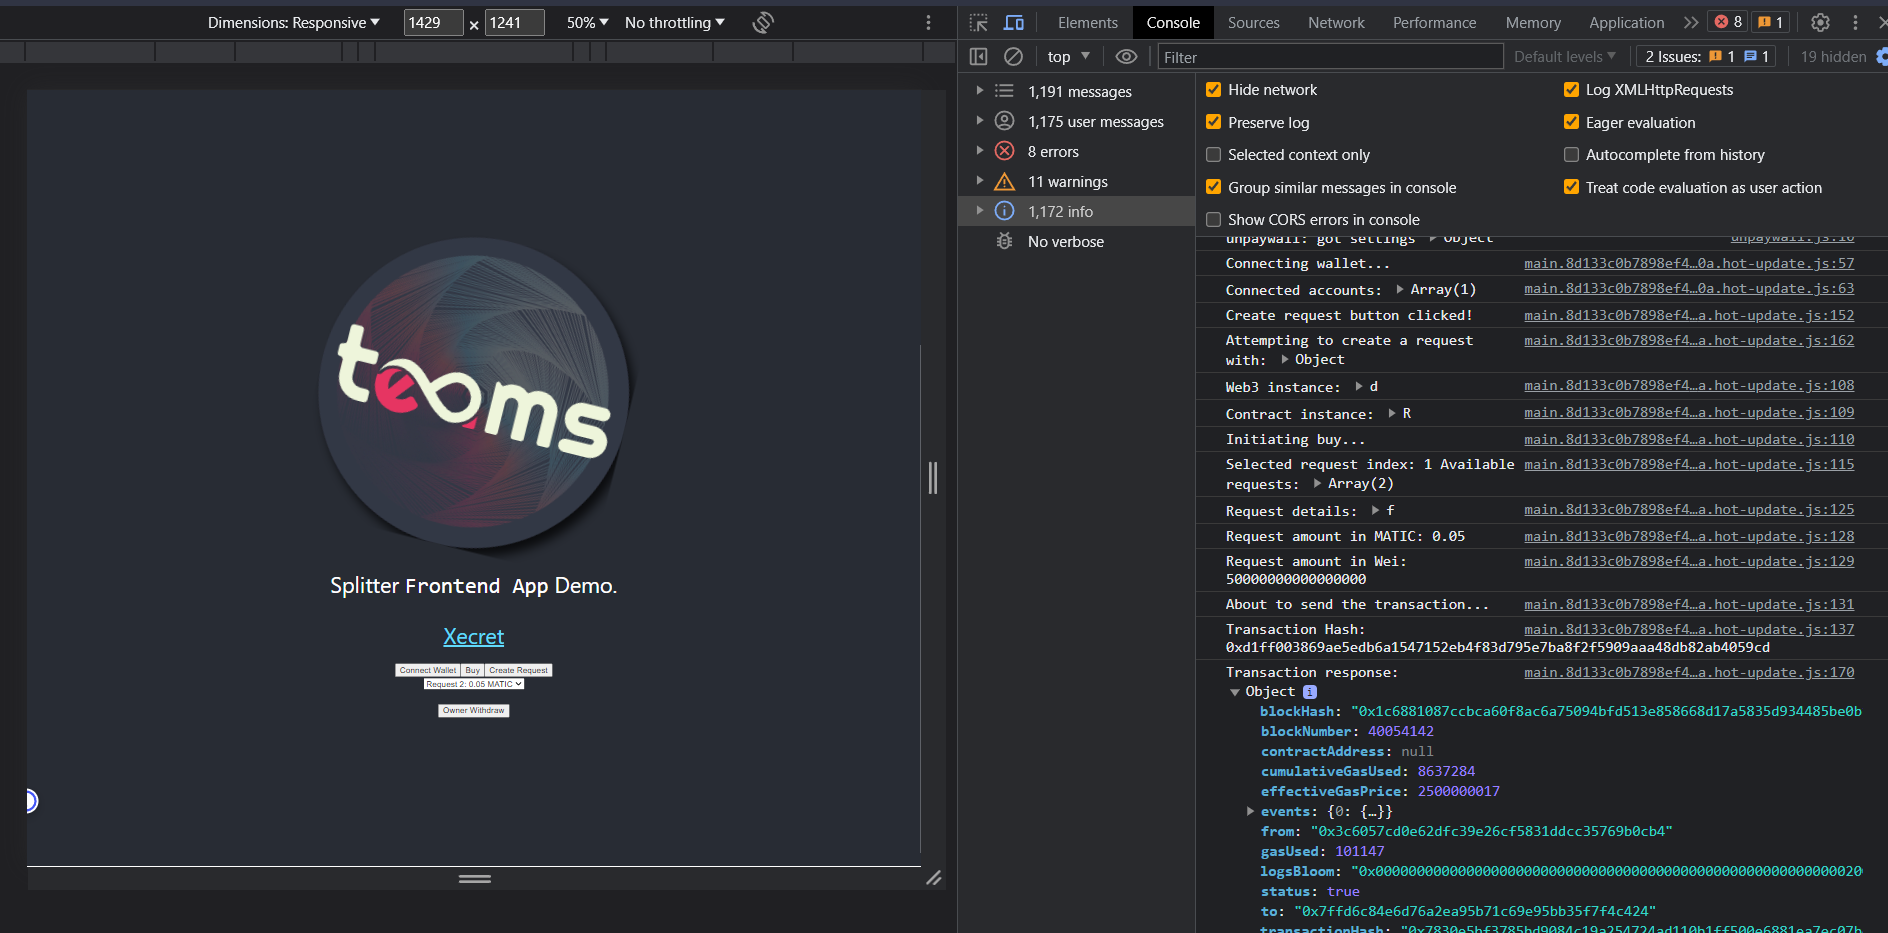 Dimensions: Responsive 1429 × 1241 50% No throttling
Elements Console Sources Network Performance Memory Application 8 1
top Filter Default levels 2 Issues: 1 1 19 hidden
1,191 messages
1,175 user messages
8 errors
11 warnings
1,172 info
No verbose
Hide network Log XMLHttpRequests
Preserve log Eager evaluation
Selected context only Autocomplete from history
Group similar messages in console Treat code evaluation as user action
Show CORS errors in console
unpaywall: got settings Object unpaywall.js:16
Connecting wallet... main.8d133c0b7898ef4…0a.hot-update.js:57
Connected accounts: Array(1) main.8d133c0b7898ef4…0a.hot-update.js:63
Create request button clicked! main.8d133c0b7898ef4…a.hot-update.js:152
Attempting to create a request main.8d133c0b7898ef4…a.hot-update.js:162
with: Object
Web3 instance: d main.8d133c0b7898ef4…a.hot-update.js:108
Contract instance: R main.8d133c0b7898ef4…a.hot-update.js:109
Initiating buy... main.8d133c0b7898ef4…a.hot-update.js:110
Selected request index: 1 Available main.8d133c0b7898ef4…a.hot-update.js:115
requests: Array(2)
Request details: f main.8d133c0b7898ef4…a.hot-update.js:125
Request amount in MATIC: 0.05 main.8d133c0b7898ef4…a.hot-update.js:128
Request amount in Wei: main.8d133c0b7898ef4…a.hot-update.js:129
50000000000000000
About to send the transaction... main.8d133c0b7898ef4…a.hot-update.js:131
Transaction Hash: main.8d133c0b7898ef4…a.hot-update.js:137
0xd1ff003869ae5edb6a1547152eb4f83d795e7ba8f2f5909aaa48db82ab4059cd
Transaction response: main.8d133c0b7898ef4…a.hot-update.js:170
Object i
blockHash: "0x1c6881087ccbca60f8ac6a75094bfd513e858668d17a5835d934485be0b
blockNumber: 40054142
contractAddress: null
cumulativeGasUsed: 8637284
effectiveGasPrice: 2500000017
events: {0: {…}}
from: "0x3c6057cd0e62dfc39e26cf5831ddcc35769b0cb4"
gasUsed: 101147
status: true
to: "0x7ffd6c84e6d76a2ea95b71c69e95bb35f7f4c424"
transactionHash: "0x7830e5bf3785bd9084c19a254724ad110b1ff500e6881ea7ec07b
teams
Splitter Frontend App Demo.
Xecret
Connect Wallet Buy Create Request
Request 2: 0.05 MATIC
Owner Withdraw